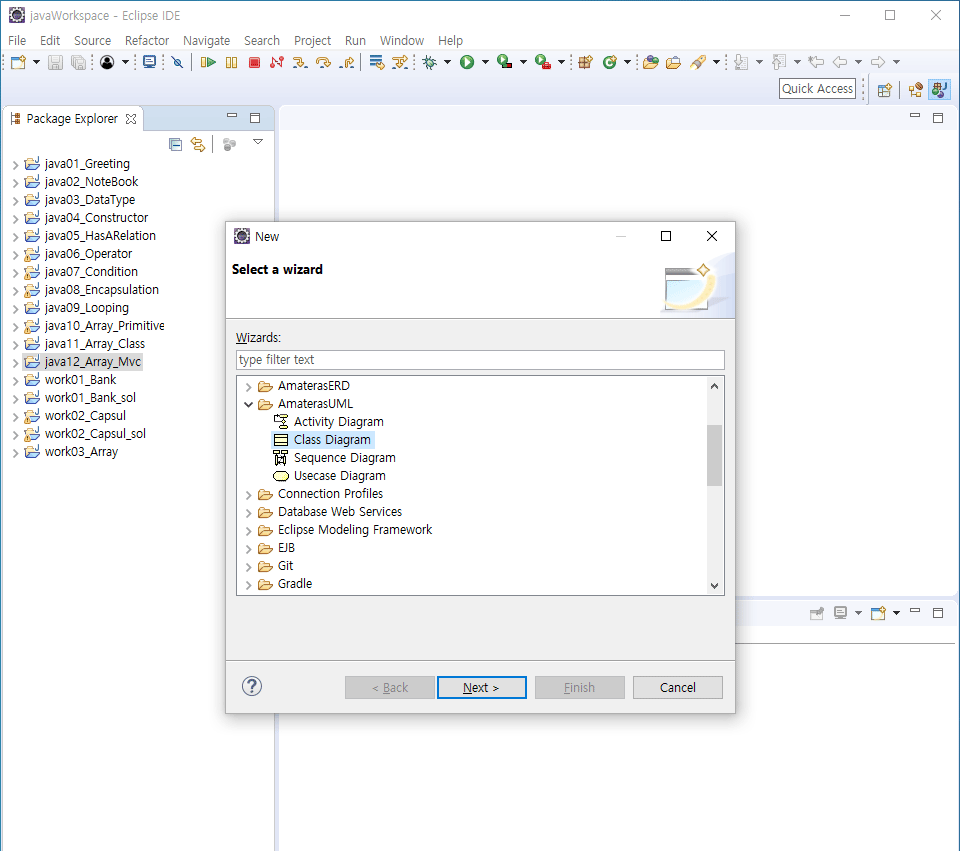 javaWorkspace - Eclipse IDE
File Edit Source Refactor Navigate Search Project Run Window Help
Quick Access
Package Explorer
java01_Greeting
java02_NoteBook
java03_DataType
java04_Constructor
java05_HasARelation
java06_Operator
java07_Condition
java08_Encapsulation
java09_Looping
java10_Array_Primitive
java11_Array_Class
java12_Array_Mvc
work01_Bank
work01_Bank_sol
work02_Capsul
work02_Capsul_sol
work03_Array
New
Select a wizard
Wizards:
type filter text
AmaterasERD
AmaterasUML
Activity Diagram
Class Diagram
Sequence Diagram
Usecase Diagram
Connection Profiles
Database Web Services
Eclipse Modeling Framework
EJB
Git
Gradle
? < Back Next > Finish Cancel